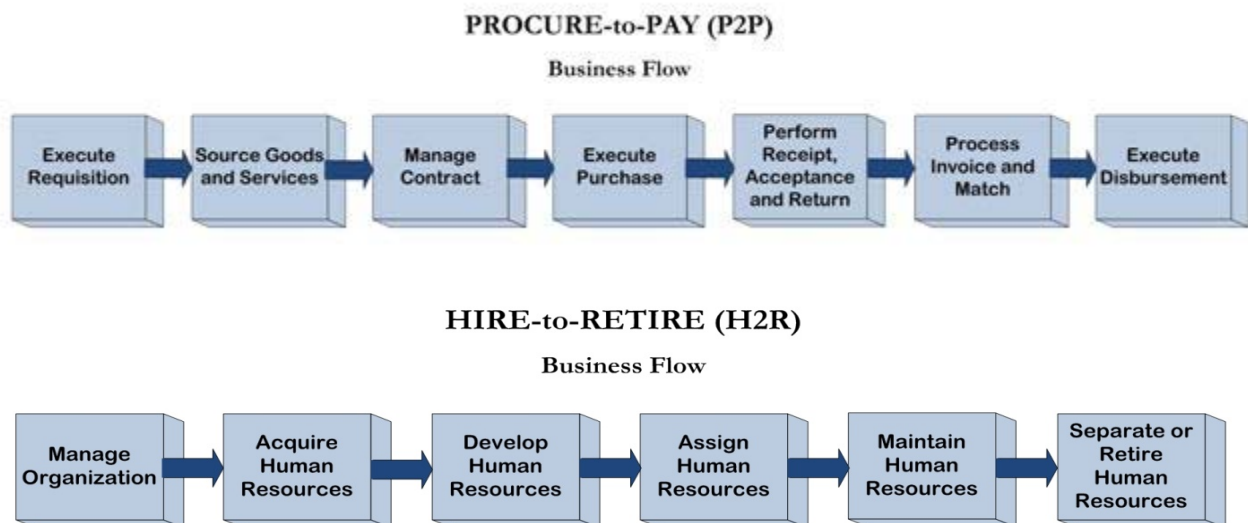 PROCURE-to-PAY (P2P)
Business Flow
Execute
Requisition
Source Goods
and Services
Manage
Contract
Execute
Purchase
Perform
Receipt,
Acceptance
and Return
Process
Invoice and
Match
Execute
Disbursement
HIRE-to-RETIRE (H2R)
Business Flow
Manage
Organization
Acquire
Human
Resources
Develop
Human
Resources
Assign
Human
Resources
Maintain
Human
Resources
Separate or
Retire
Human
Resources